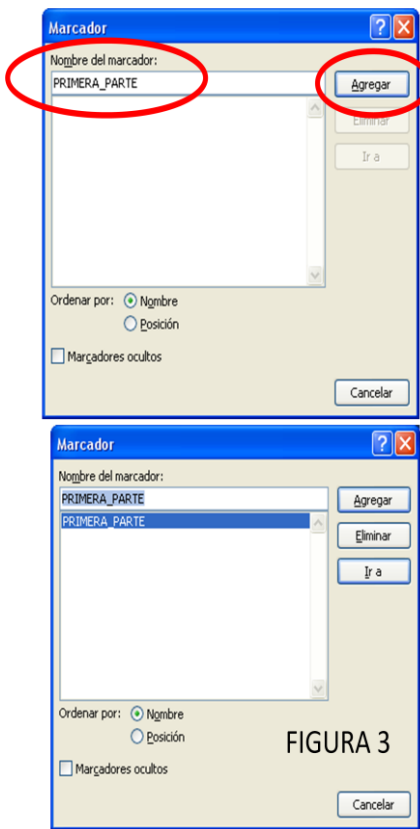 Marcador
Nombre del marcador:
PRIMERA_PARTE
Agregar
Eliminar
Ir a
Ordenar por:
Nombre
Posición
Marcadores ocultos
Cancelar
Marcador
Nombre del marcador:
PRIMERA_PARTE
Agregar
PRIMERA_PARTE
Eliminar
Ir a
Ordenar por:
Nombre
Posición
FIGURA 3
Marcadores ocultos
Cancelar